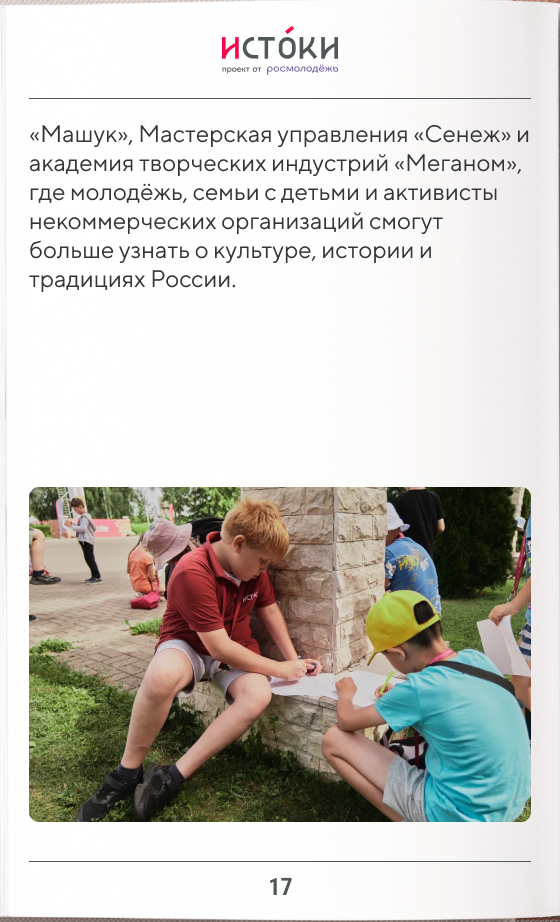 ИСТОКИ
проект от росмолодёжь
«Машук», Мастерская управления «Сенеж» и
академия творческих индустрий «Меганом»,
где молодёжь, семьи с детьми и активисты
некоммерческих организаций смогут
больше узнать о культуре, истории и
традициях России.
17